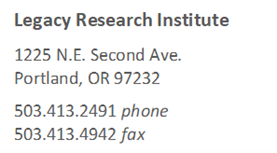 Legacy Research Institute
1225 N.E. Second Ave.
Portland, OR 97232
503.413.2491 phone
503.413.4942 fax